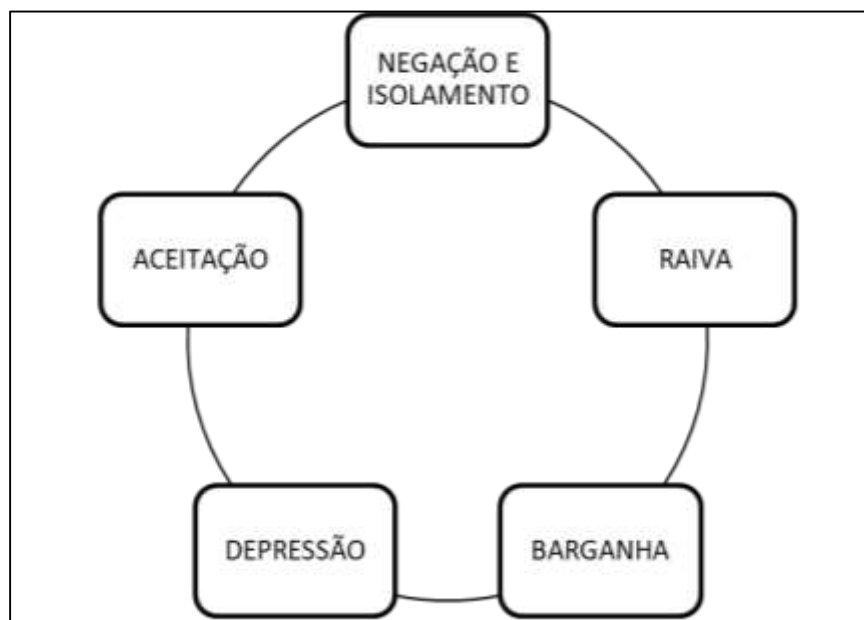 NEGAÇÃO E
ISOLAMENTO
RAIVA
BARGANHA
DEPRESSÃO
ACEITAÇÃO